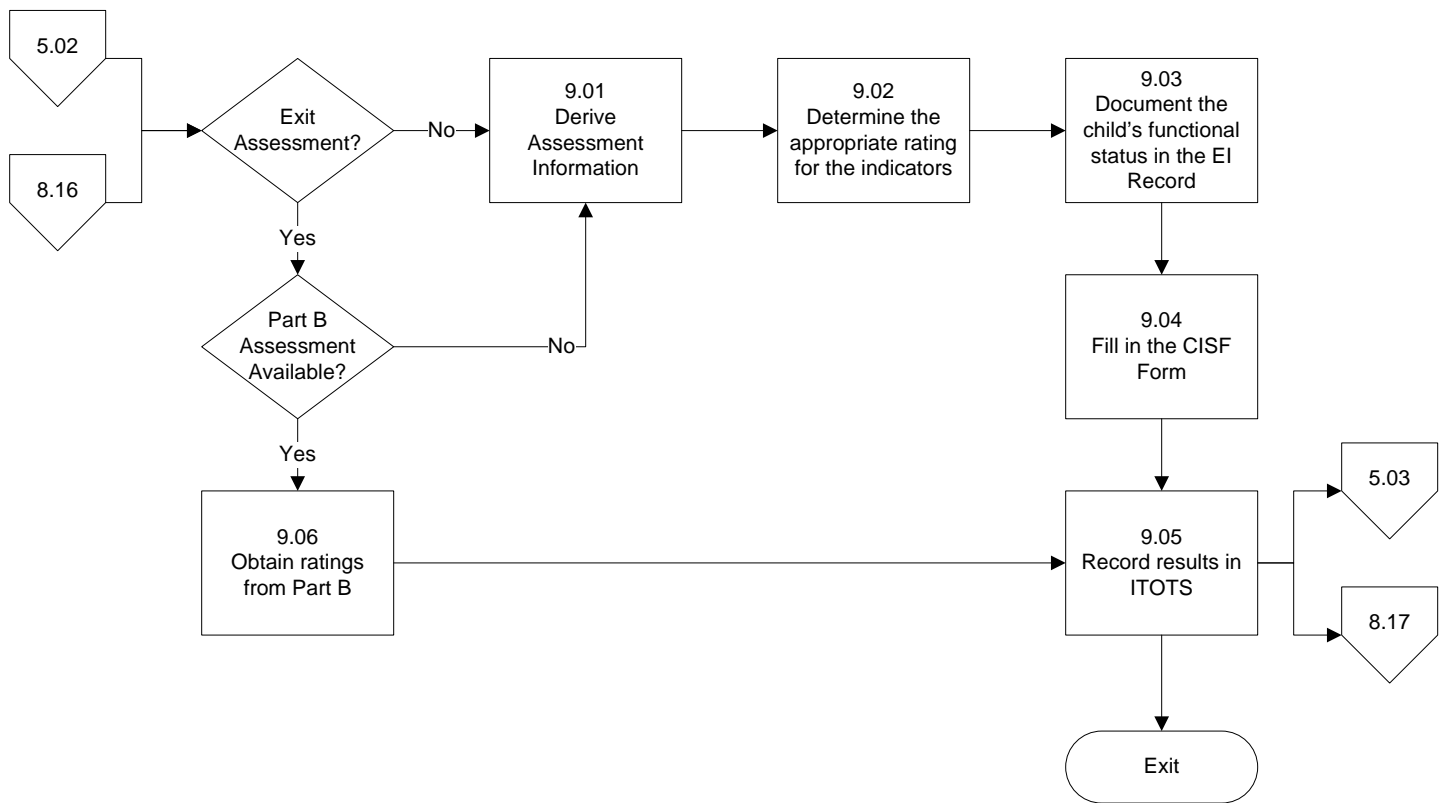 5.02
8.16
Exit
Assessment?
No
9.01
Derive
Assessment
Information
9.02
Determine the
appropriate rating
for the indicators
9.03
Document the
child's functional
status in the EI
Record
Yes
Part B
Assessment
Available?
No
9.04
Fill in the CISF
Form
Yes
9.06
Obtain ratings
from Part B
9.05
Record results in
ITOTS
5.03
8.17
Exit